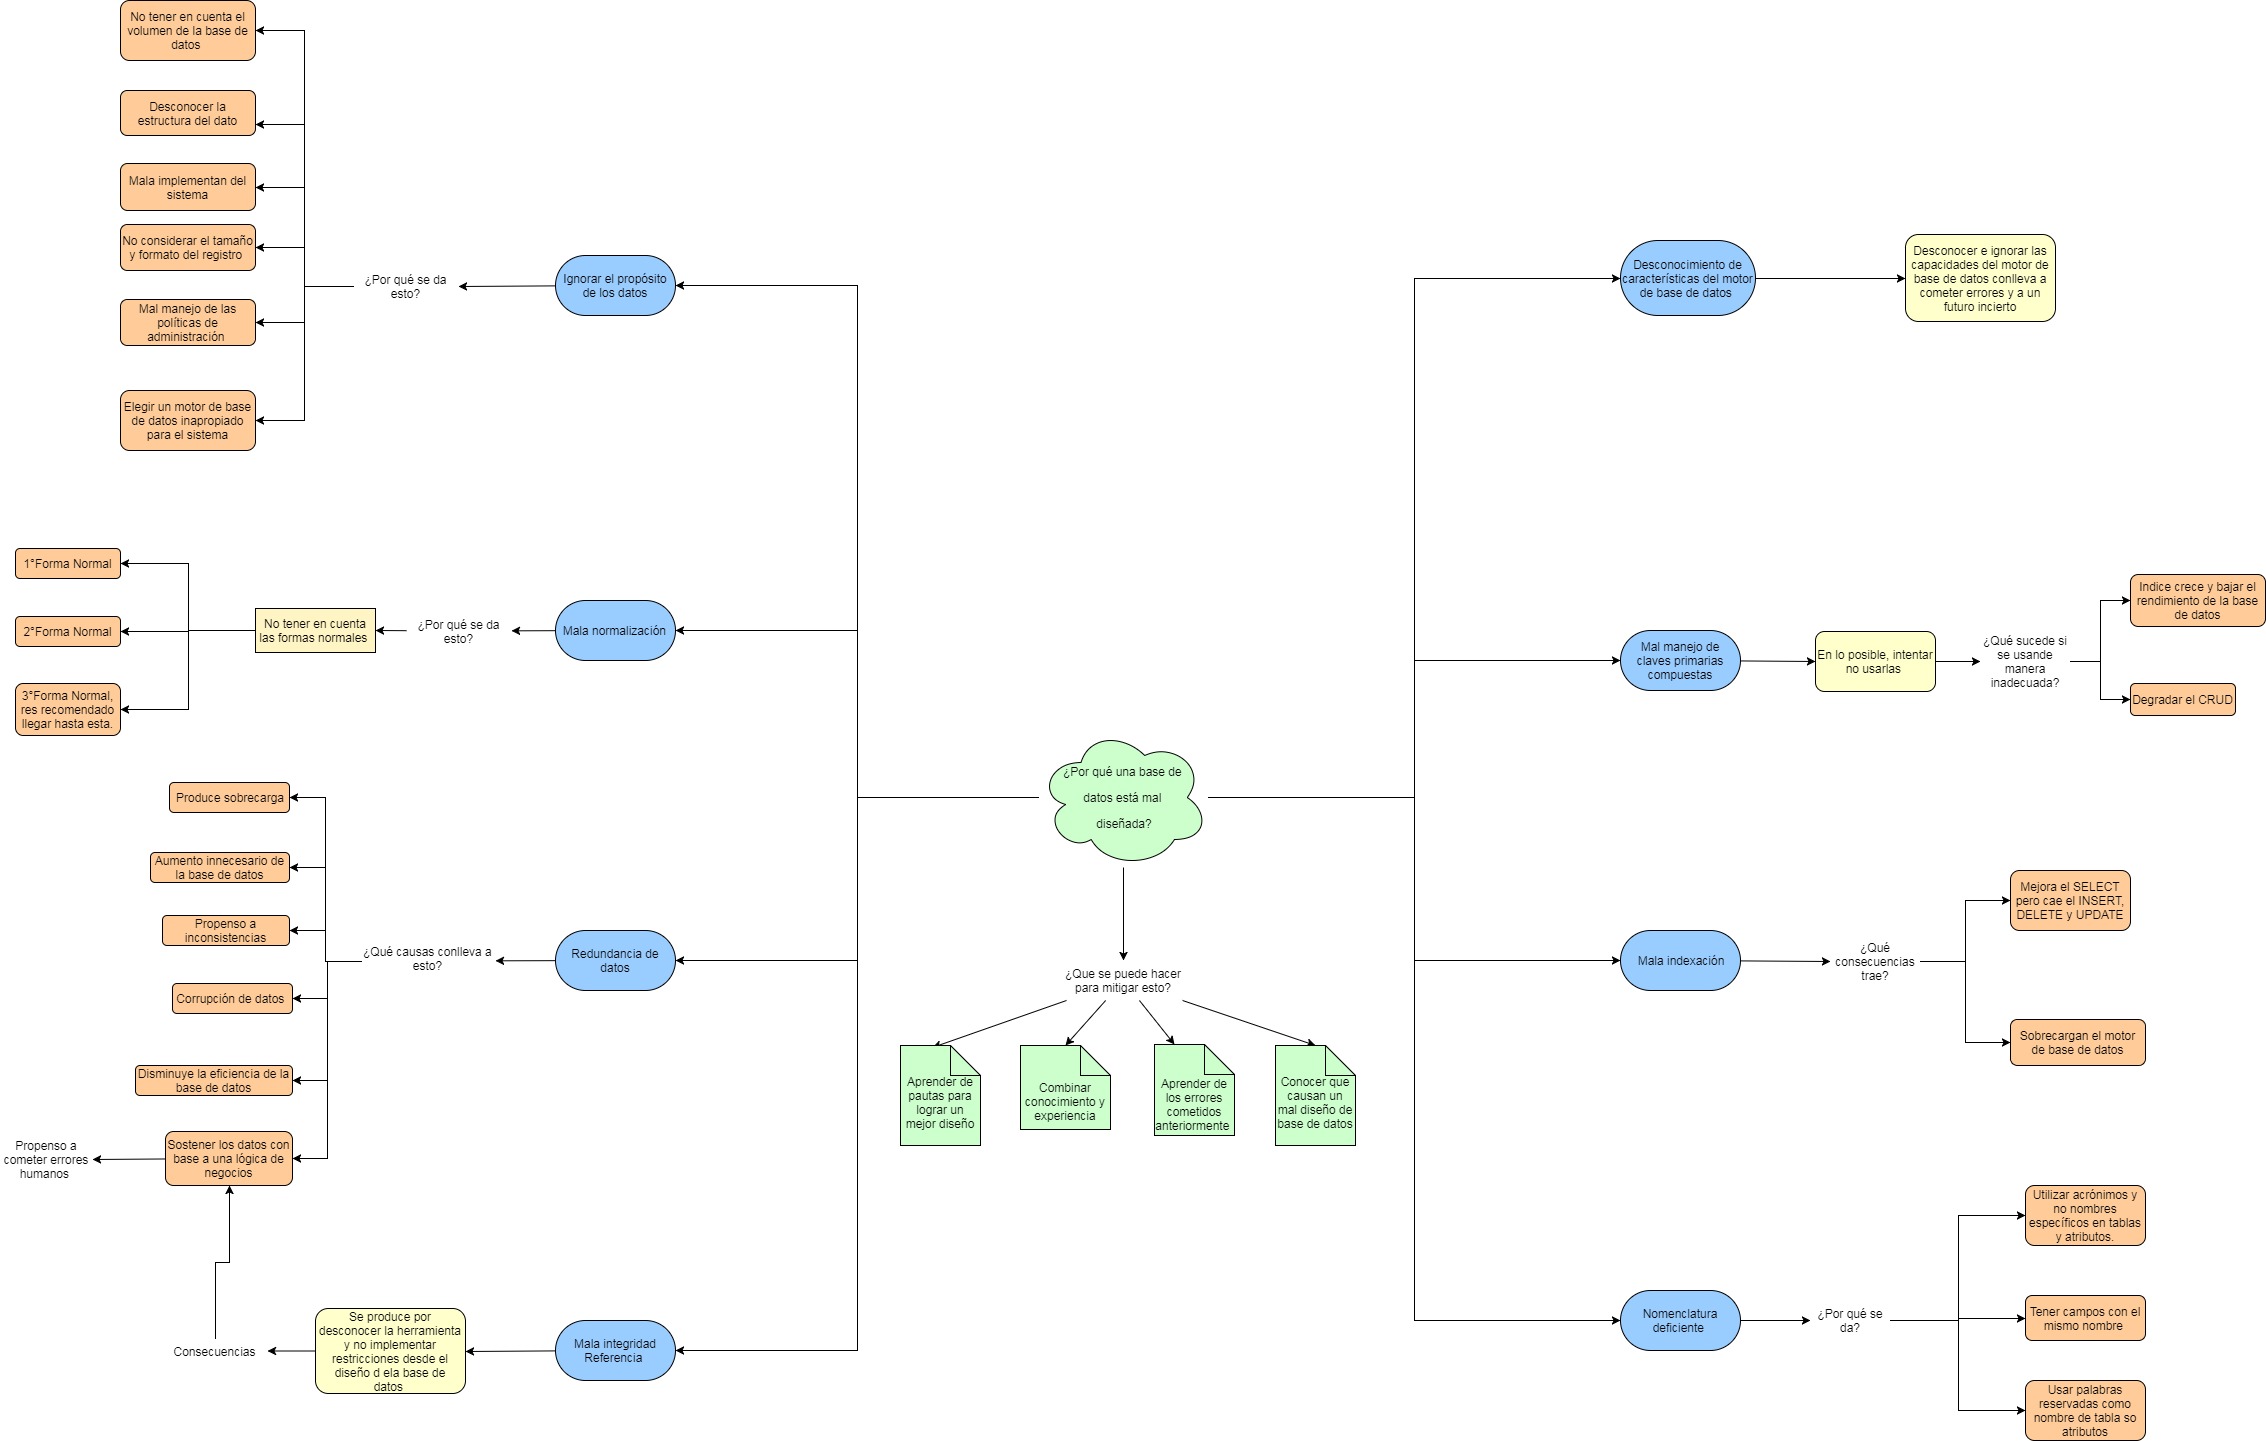 No tener en cuenta el
volumen de la base de
datos
Desconocer la
estructura del dato
Mala implementan del
sistema
No considerar el tamaño
y formato del registro
Mal manejo de las
políticas de
administración
Elegir un motor de base
de datos inapropiado
para el sistema
¿Por qué se da
esto?
Ignorar el propósito
de los datos
1°Forma Normal
2°Forma Normal
3°Forma Normal,
res recomendado
llegar hasta esta.
No tener en cuenta
las formas normales
¿Por qué se da
esto?
Mala normalización
Produce sobrecarga
Aumento innecesario de
la base de datos
Propenso a
inconsistencias
Corrupción de datos
Disminuye la eficiencia de la
base de datos
Sostener los datos con
base a una lógica de
negocios
Propenso a
cometer errores
humanos
¿Qué causas conlleva a
esto?
Redundancia de
datos
Consecuencias
Se produce por
desconocer la herramienta
y no implementar
restricciones desde el
diseño d ela base de
datos
Mala integridad
Referencia
¿Por qué una base de
datos está mal
diseñada?
¿Que se puede hacer
para mitigar esto?
Aprender de
pautas para
lograr un
mejor diseño
Combinar
conocimiento y
experiencia
Aprender de
los errores
cometidos
anteriormente
Conocer que
causan un
mal diseño de
base de datos
Desconocimiento de
características del motor
de base de datos
Desconocer e ignorar las
capacidades del motor de
base de datos conlleva a
cometer errores y a un
futuro incierto
Mal manejo de
claves primarias
compuestas
En lo posible, intentar
no usarlas
¿Qué sucede si
se usande
manera
inadecuada?
Indice crece y bajar el
rendimiento de la base
de datos
Degradar el CRUD
Mala indexación
¿Qué
consecuencias
trae?
Mejora el SELECT
pero cae el INSERT,
DELETE y UPDATE
Sobrecargan el motor
de base de datos
Nomenclatura
deficiente
¿Por qué se
da?
Utilizar acrónimos y
no nombres
específicos en tablas
y atributos.
Tener campos con el
mismo nombre
Usar palabras
reservadas como
nombre de tabla so
atributos